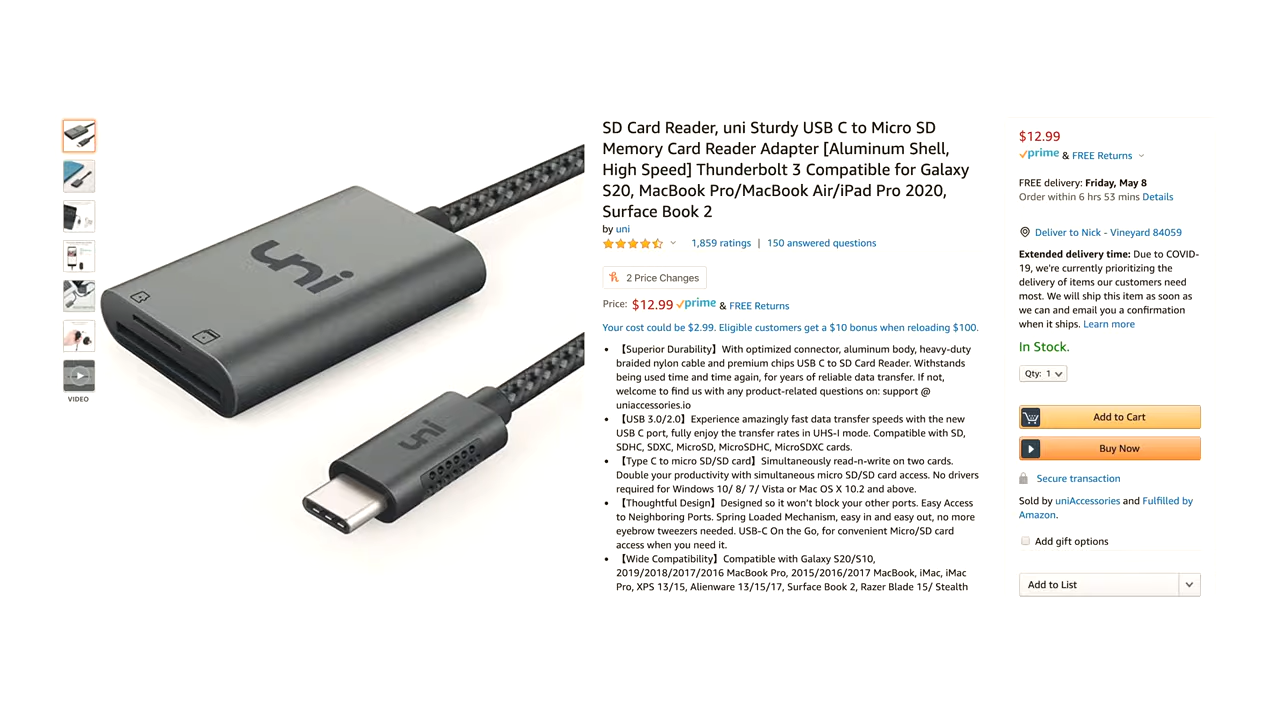 VIDEO
uni
uni
SD Card Reader, uni Sturdy USB C to Micro SD
Memory Card Reader Adapter [Aluminum Shell,
High Speed] Thunderbolt 3 Compatible for Galaxy
S20, MacBook Pro/MacBook Air/iPad Pro 2020,
Surface Book 2
by uni
1,859 ratings | 150 answered questions
2 Price Changes
Price: $12.99 prime & FREE Returns
Your cost could be $2.99. Eligible customers get a $10 bonus when reloading $100.
• 【Superior Durability】With optimized connector, aluminum body, heavy-duty
braided nylon cable and premium chips USB C to SD Card Reader. Withstands
being used time and time again, for years of reliable data transfer. If not,
welcome to find us with any product-related questions on: support @
uniaccessories.io
• 【USB 3.0/2.0】Experience amazingly fast data transfer speeds with the new
USB C port, fully enjoy the transfer rates in UHS-I mode. Compatible with SD,
SDHC, SDXC, MicroSD, MicroSDHC, MicroSDXC cards.
• 【Type C to micro SD/SD card】Simultaneously read-n-write on two cards.
Double your productivity with simultaneous micro SD/SD card access. No drivers
required for Windows 10/ 8/ 7/ Vista or Mac OS X 10.2 and above.
• 【Thoughtful Design】Designed so it won't block your other ports. Easy Access
to Neighboring Ports. Spring Loaded Mechanism, easy in and easy out, no more
eyebrow tweezers needed. USB-C On the Go, for convenient Micro/SD card
access when you need it.
• 【Wide Compatibility】Compatible with Galaxy S20/S10,
2019/2018/2017/2016 MacBook Pro, 2015/2016/2017 MacBook, iMac, iMac
Pro, XPS 13/15, Alienware 13/15/17, Surface Book 2, Razer Blade 15/ Stealth
$12.99
prime & FREE Returns
FREE delivery: Friday, May 8
Order within 6 hrs 53 mins Details
Deliver to Nick - Vineyard 84059
Extended delivery time: Due to COVID-
19, we're currently prioritizing the
delivery of items our customers need
most. We will ship this item as soon as
we can and email you a confirmation
when it ships. Learn more
In Stock.
Qty: 1
Add to Cart
Buy Now
Secure transaction
Sold by uniAccessories and Fulfilled by
Amazon.
Add gift options
Add to List